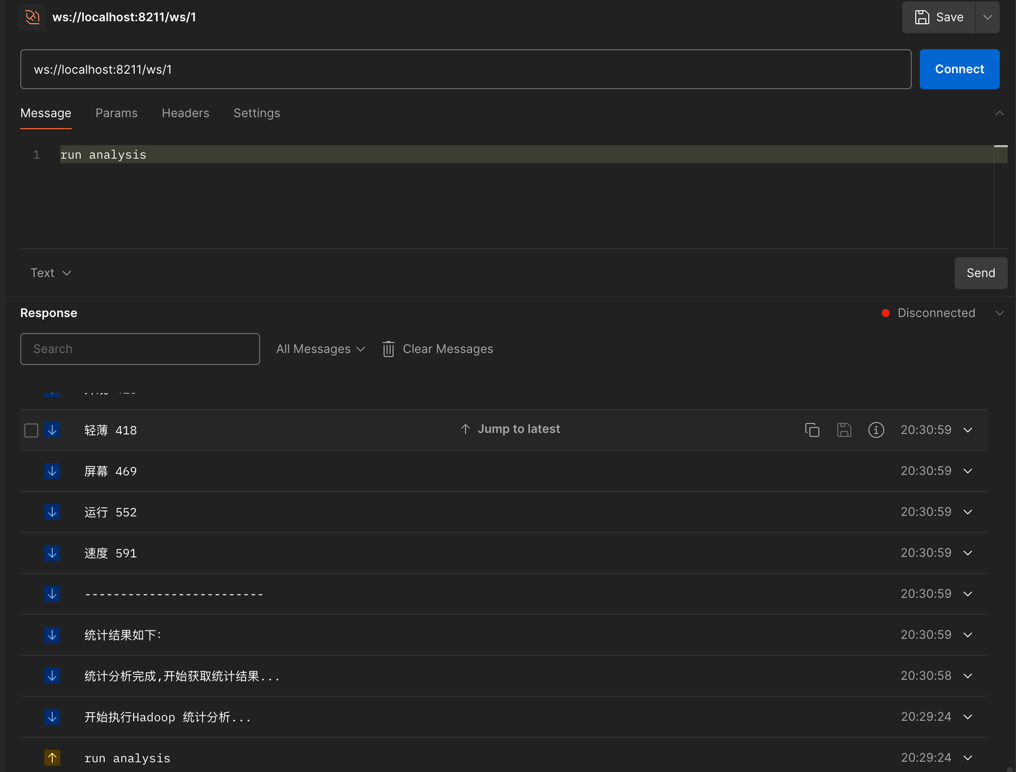 ws://localhost:8211/ws/1
Save
ws://localhost:8211/ws/1
Connect
Message Params Headers Settings
1 run analysis
Text
Send
Response
Disconnected
Search
All Messages
Clear Messages
轻薄 418
Jump to latest
20:30:59
屏幕 469 20:30:59
运行 552 20:30:59
速度 591 20:30:59
------------------------- 20:30:59
统计结果如下: 20:30:59
统计分析完成,开始获取统计结果... 20:30:58
开始执行Hadoop 统计分析... 20:29:24
run analysis 20:29:24